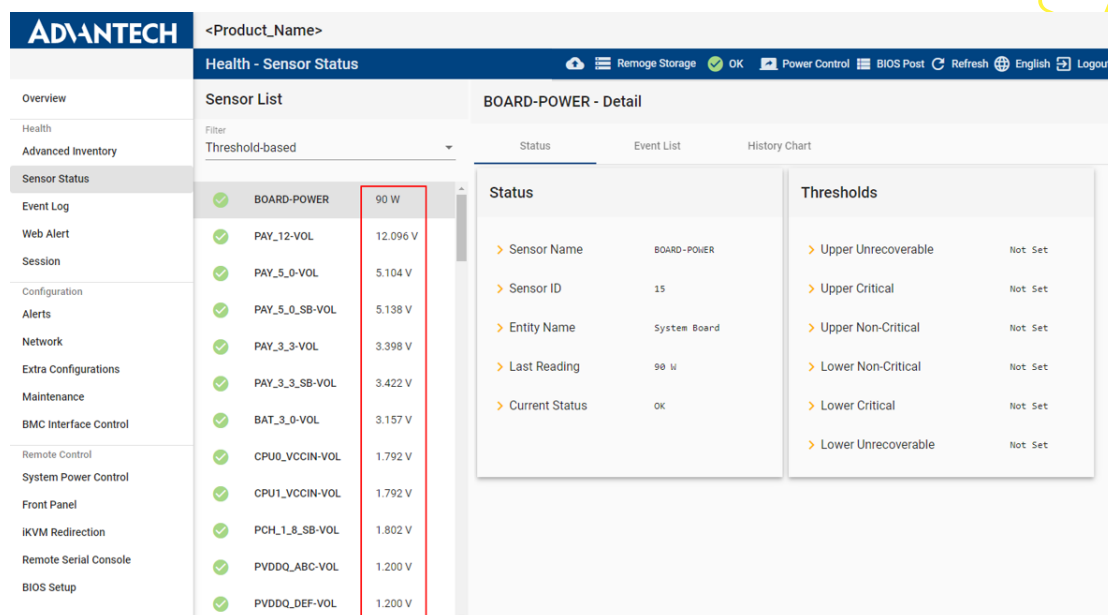 ADVANTECH
<Product_Name>
Health - Sensor Status
Remoge Storage OK Power Control BIOS Post Refresh English Logout
Overview
Health
Advanced Inventory
Sensor Status
Event Log
Web Alert
Session
Configuration
Alerts
Network
Extra Configurations
Maintenance
BMC Interface Control
Remote Control
System Power Control
Front Panel
iKVM Redirection
Remote Serial Console
BIOS Setup
Sensor List
Filter
Threshold-based
BOARD-POWER 90 W
PAY_12-VOL 12.096 V
PAY_5_0-VOL 5.104 V
PAY_5_0_SB-VOL 5.138 V
PAY_3_3-VOL 3.398 V
PAY_3_3_SB-VOL 3.422 V
BAT_3_0-VOL 3.157 V
CPU0_VCCIN-VOL 1.792 V
CPU1_VCCIN-VOL 1.792 V
PCH_1_8_SB-VOL 1.802 V
PVDDQ_ABC-VOL 1.200 V
PVDDQ_DEF-VOL 1.200 V
BOARD-POWER - Detail
Status Event List History Chart
Status
Sensor Name BOARD-POWER
Sensor ID 15
Entity Name System Board
Last Reading 90 W
Current Status OK
Thresholds
Upper Unrecoverable Not Set
Upper Critical Not Set
Upper Non-Critical Not Set
Lower Non-Critical Not Set
Lower Critical Not Set
Lower Unrecoverable Not Set